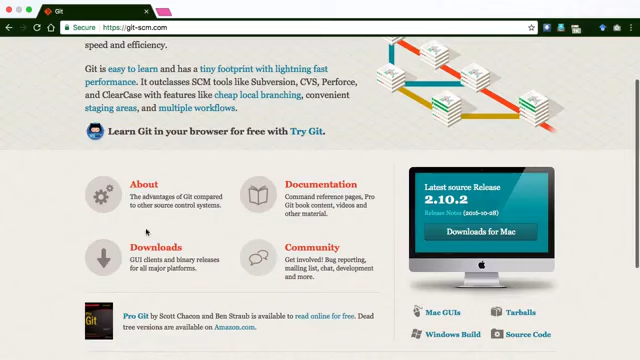 Git
Secure https://git-scm.com
speed and efficiency.
Git is easy to learn and has a tiny footprint with lightning fast
performance. It outclasses SCM tools like Subversion, CVS, Perforce,
and ClearCase with features like cheap local branching, convenient
staging areas, and multiple workflows.
Learn Git in your browser for free with Try Git.
About
The advantages of Git compared
to other source control systems.
Documentation
Command reference pages, Pro
Git book content, videos and
other material.
Downloads
GUI clients and binary releases
for all major platforms.
Community
Get involved! Bug reporting,
mailing list, chat, development
and more.
Latest source Release
2.10.2
Release Notes (2016-10-28)
Downloads for Mac
Mac GUIs
Tarballs
Windows Build
Source Code
Pro
Git
Pro Git by Scott Chacon and Ben Straub is available to read online for free. Dead
tree versions are available on Amazon.com.